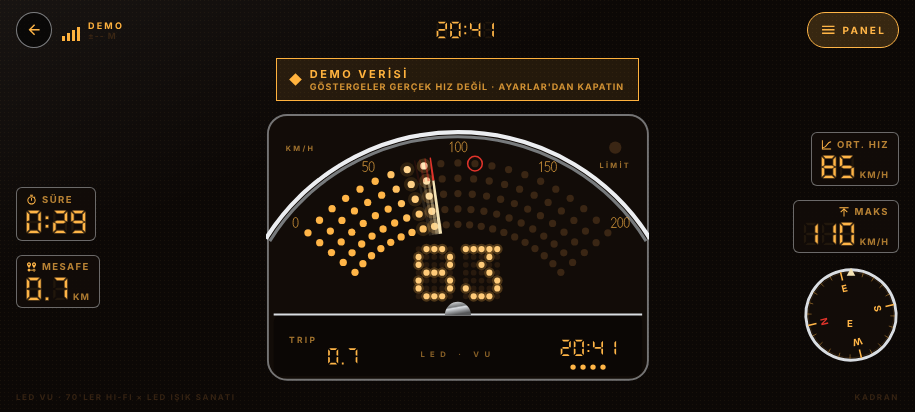 DEMO
± -- M
20:41
PANEL
DEMO VERİSİ
GÖSTERGELER GERÇEK HIZ DEĞİL · AYARLAR'DAN KAPATIN
KM/H
LİMİT
0
50
100
150
200
83
TRIP
0.7
LED · VU
20:41
SÜRE
0:29
MESAFE
0.7 KM
ORT. HIZ
85 KM/H
MAKS
110 KM/H
E
S
N
E
W
LED VU · 70'LER HI-FI × LED IŞIK SANATI
KADRAN